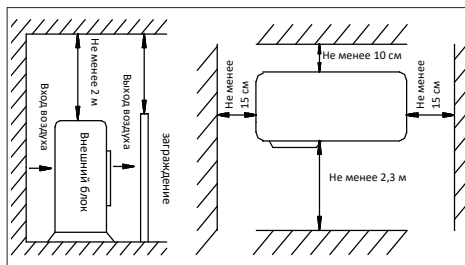 Вход воздуха
Не менее 2 м
Внешний блок
Выход воздуха
заграждение
Не менее 10 см
Не менее
15 см
Не менее
15 см
Не менее 2,3 м